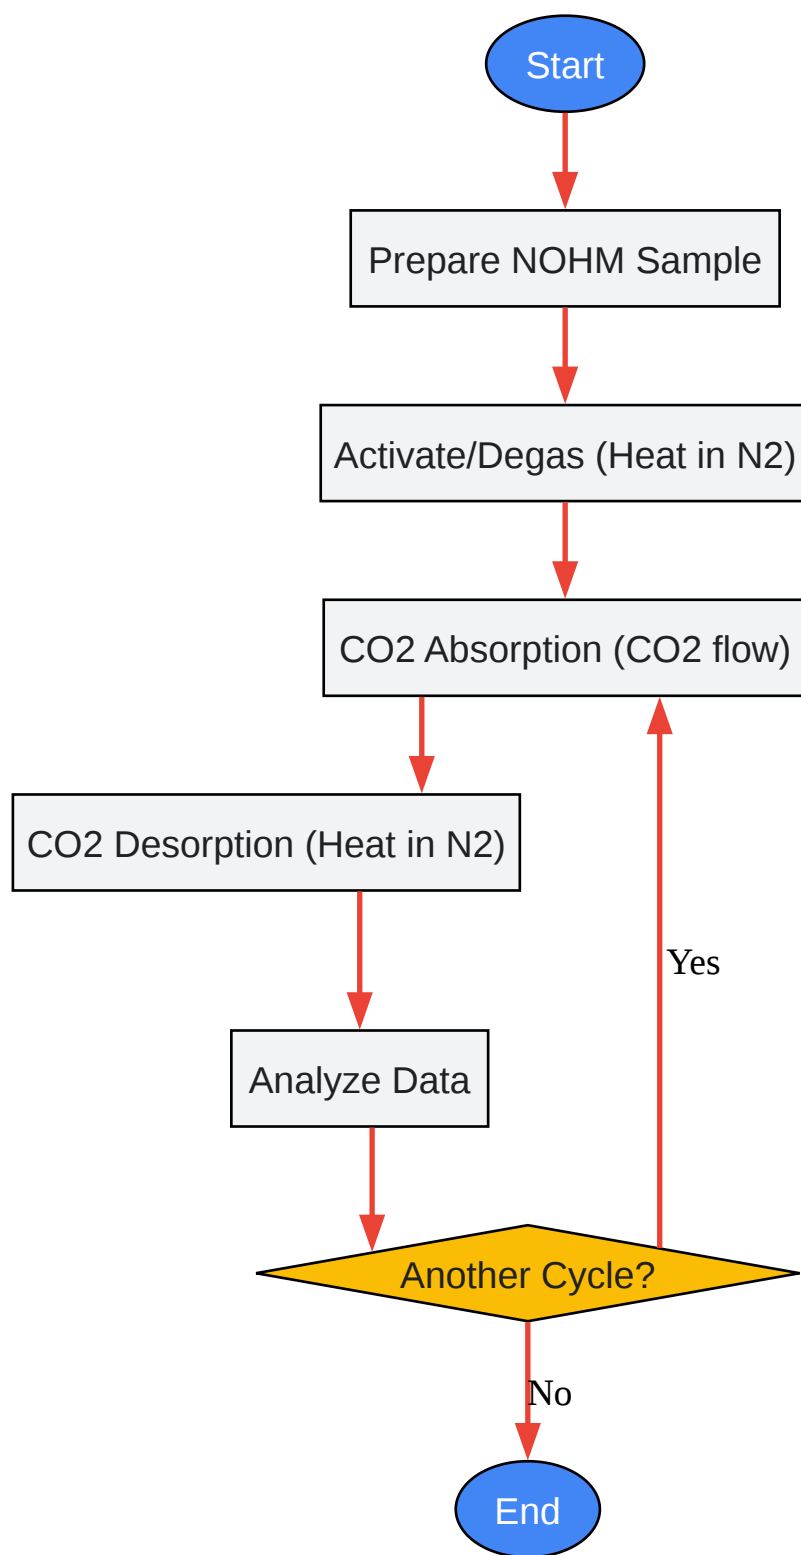 Start
Prepare NOHM Sample
Activate/Degas (Heat in N2)
CO2 Absorption (CO2 flow)
CO2 Desorption (Heat in N2)
Yes
Analyze Data
Another Cycle?
No
End